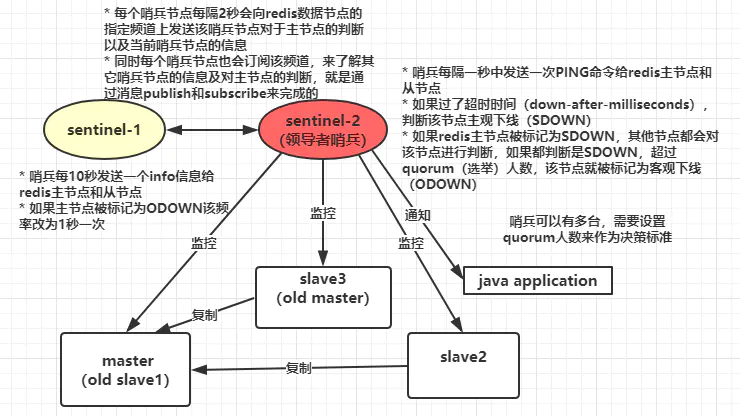 * 每个哨兵节点每隔2秒会向redis数据节点的
指定频道上发送该哨兵节点对于主节点的判断
以及当前哨兵节点的信息
* 同时每个哨兵节点也会订阅该频道，来了解其
它哨兵节点的信息及对主节点的判断，就是通
过消息publish和subscribe来完成的
* 哨兵每隔一秒中发送一次PING命令给redis主节点和
从节点
* 如果过了超时时间（down-after-milliseconds），
判断该节点主观下线（SDOWN）
* 如果redis主节点被标记为SDOWN，其他节点都会对
该节点进行判断，如果都判断是SDOWN，超过
quorum（选举）人数，该节点就被标记为客观下线
（ODOWN）
sentinel-1
sentinel-2
（领导者哨兵）
* 哨兵每10秒发送一个info信息给
redis主节点和从节点
* 如果主节点被标记为ODOWN该频
率改为1秒一次
监控
监控
通知
监控
哨兵可以有多台，需要设置
quorum人数来作为决策标准
java application
slave3
（old master）
复制
master
（old slave1）
复制
slave2